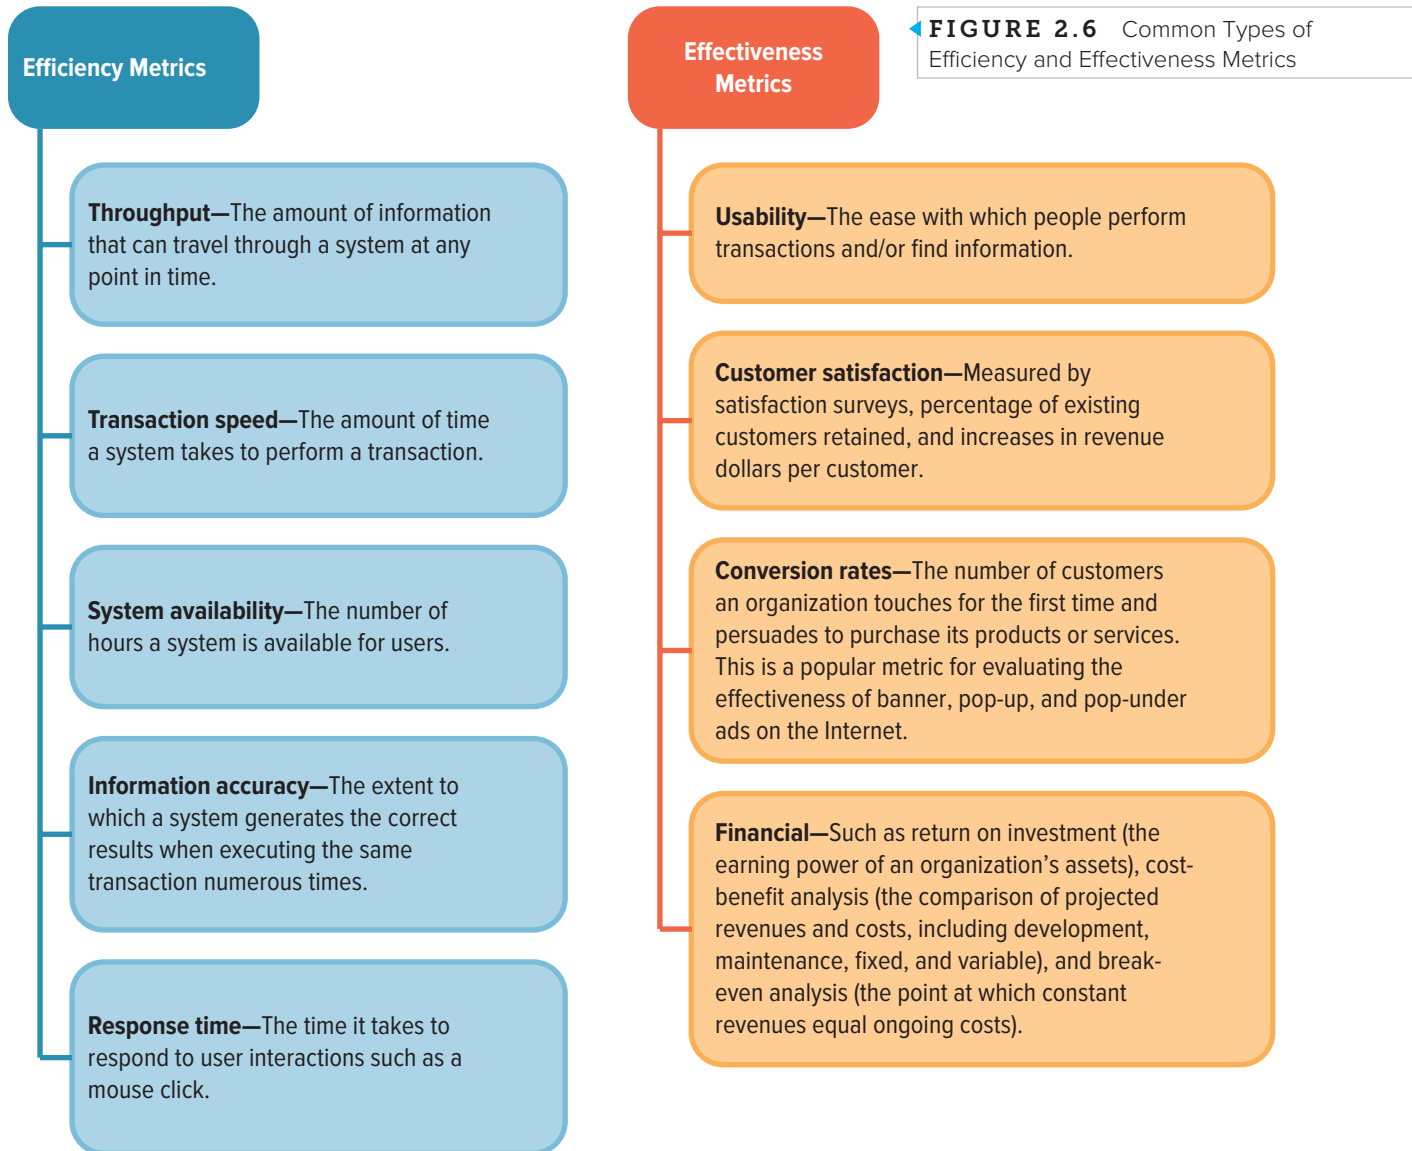 Efficiency Metrics
Throughput—The amount of information
that can travel through a system at any
point in time.
Transaction speed—The amount of time
a system takes to perform a transaction.
System availability—The number of
hours a system is available for users.
Information accuracy—The extent to
which a system generates the correct
results when executing the same
transaction numerous times.
Response time—The time it takes to
respond to user interactions such as a
mouse click.
Effectiveness
Metrics
Usability—The ease with which people perform
transactions and/or find information.
Customer satisfaction—Measured by
satisfaction surveys, percentage of existing
customers retained, and increases in revenue
dollars per customer.
Conversion rates—The number of customers
an organization touches for the first time and
persuades to purchase its products or services.
This is a popular metric for evaluating the
effectiveness of banner, pop-up, and pop-under
ads on the Internet.
Financial—Such as return on investment (the
earning power of an organization’s assets), cost-
benefit analysis (the comparison of projected
revenues and costs, including development,
maintenance, fixed, and variable), and break-
even analysis (the point at which constant
revenues equal ongoing costs).
FIGURE 2.6 Common Types of
Efficiency and Effectiveness Metrics